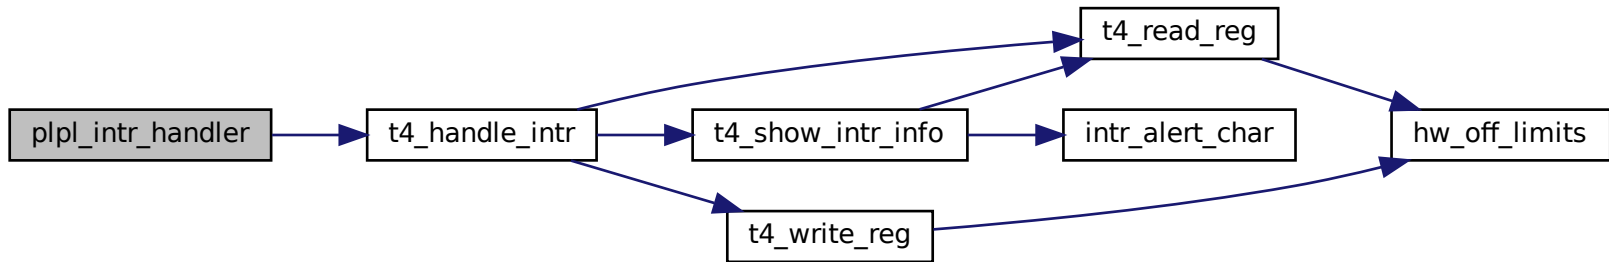 t4_read_reg
plpl_intr_handler
t4_handle_intr
t4_show_intr_info
intr_alert_char
hw_off_limits
t4_write_reg